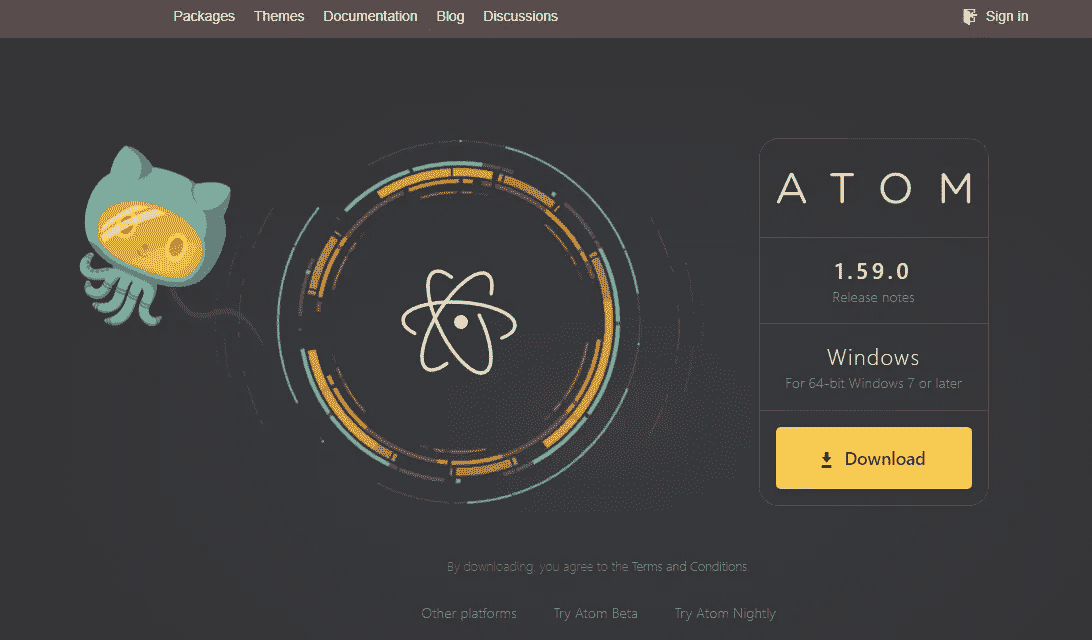 Packages Themes Documentation Blog Discussions Sign in
ATOM
1.59.0
Release notes
Windows
For 64-bit Windows 7 or later
Download
By downloading, you agree to the Terms and Conditions.
Other platforms Try Atom Beta Try Atom Nightly